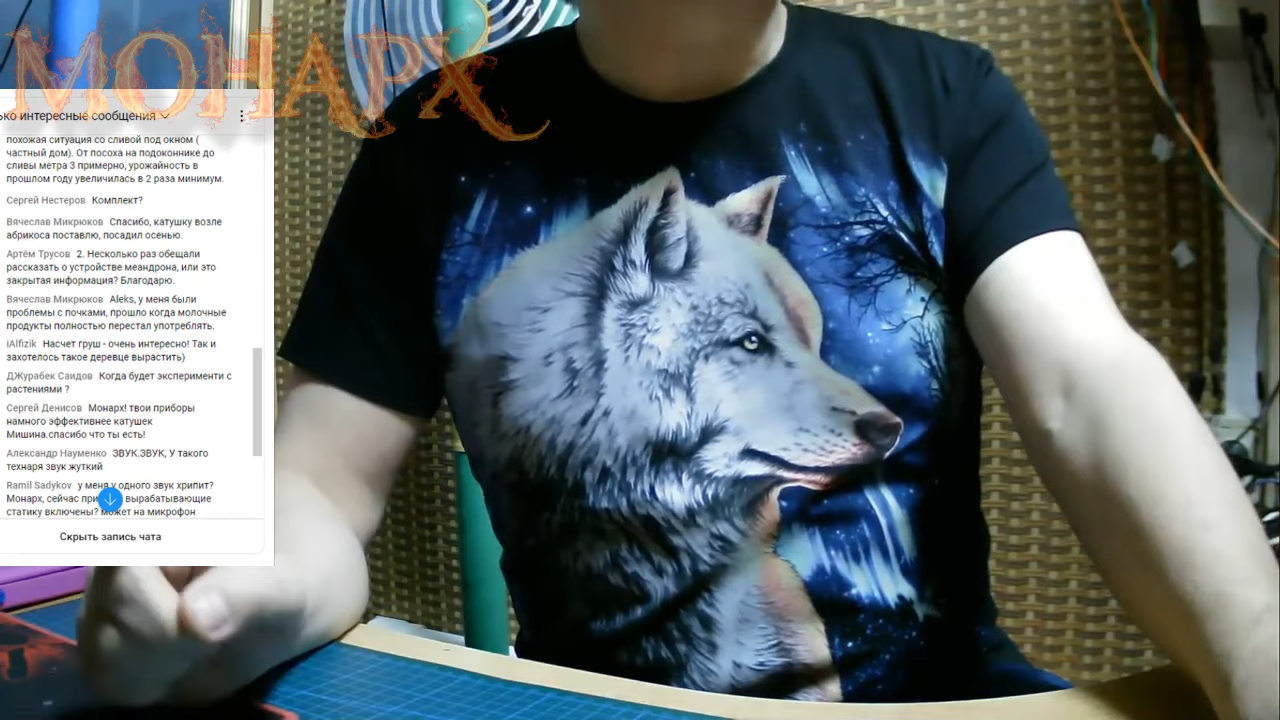 МОНАРХ
ько интересные сообщения
похожая ситуация со сливой под окном (
частный дом). От посоха на подоконнике до
сливы метра 3 примерно, урожайность в
прошлом году увеличилась в 2 раза минимум.
Сергей Нестеров Комплект?
Вячеслав Микрюков Спасибо, катушку возле
абрикоса поставлю, посадил осенью.
Артём Трусов 2. Несколько раз обещали
рассказать о устройстве меандрона, или это
закрытая информация? Благодарю.
Вячеслав Микрюков Aleks, у меня были
проблемы с почками, прошло когда молочные
продукты полностью перестал употреблять.
iAlfizik Насчет груш - очень интересно! Так и
захотелось такое деревце вырастить)
ДЖурабек Саидов Когда будет эксперименти с
растениями ?
Сергей Денисов Монарх! твои приборы
намного эффективнее катушек
Мишина.спасибо что ты есть!
Александр Науменко ЗВУК.ЗВУК, У такого
технаря звук жуткий
Ramil Sadykov у меня у одного звук хрипит?
Монарх, сейчас при вырабатывающие
статику включены? может на микрофон
Скрыть запись чата